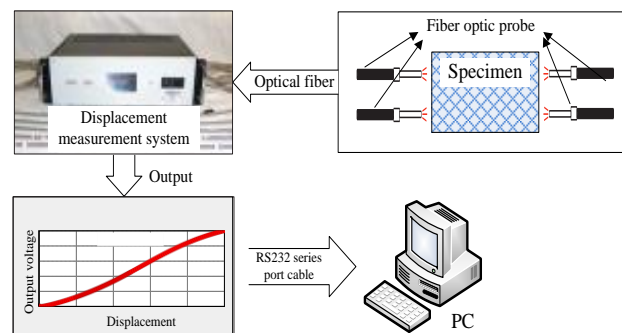 Fiber optic probe
Specimen
Optical fiber
Displacement
measurement system
Output
Output voltage
Displacement
RS232 series
port cable
PC